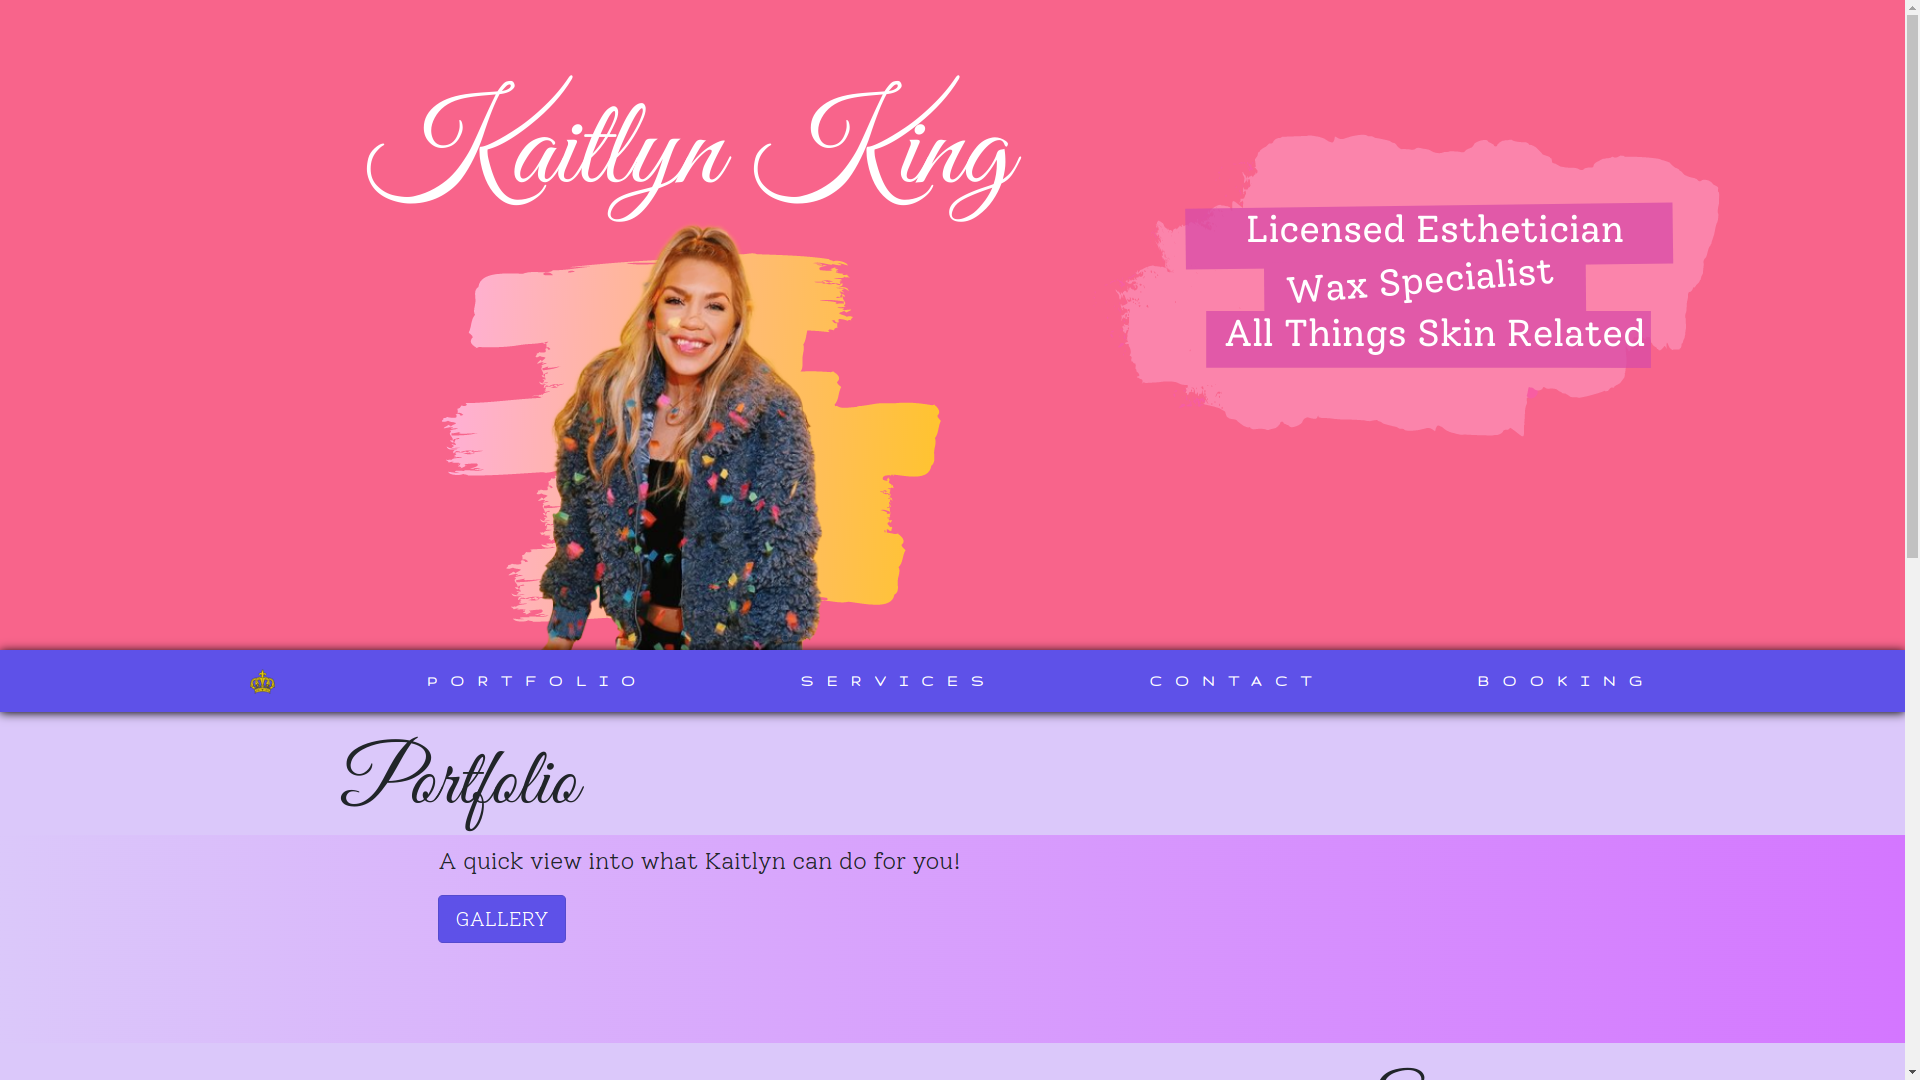 Kaitlyn King
Licensed Esthetician
Wax Specialist
All Things Skin Related
PORTFOLIO SERVICES CONTACT BOOKING
Portfolio
A quick view into what Kaitlyn can do for you!
GALLERY